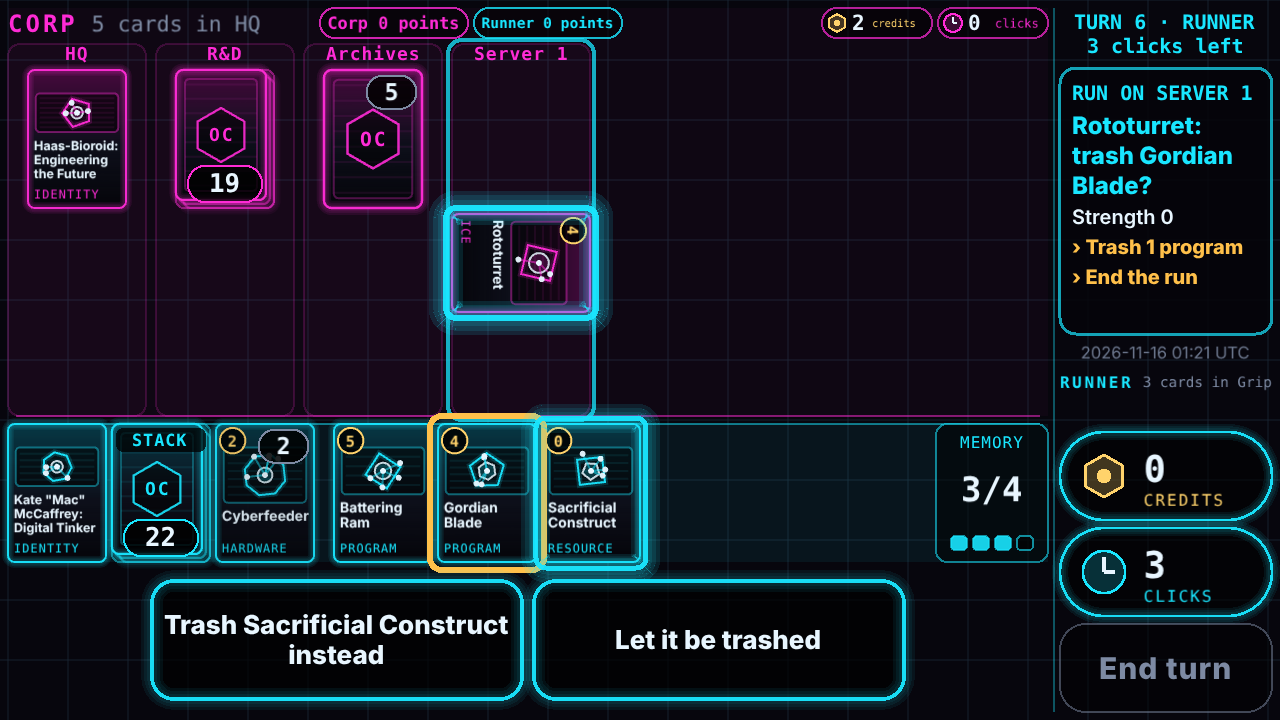 CORP 5 cards in HQ
Corp 0 points
Runner 0 points
2 credits
0 clicks
HQ
Haas-Bioroid:
Engineering
the Future
IDENTITY
R&D
OC
19
Archives
5
OC
Server 1
ICE
Rototurret
4
TURN 6 · RUNNER
3 clicks left
RUN ON SERVER 1
Rototurret:
trash Gordian
Blade?
Strength 0
› Trash 1 program
› End the run
2026-11-16 01:21 UTC
RUNNER 3 cards in Grip
Kate "Mac"
McCaffrey:
Digital Tinker
IDENTITY
STACK
OC
22
2
2
Cyberfeeder
HARDWARE
5
Battering
Ram
PROGRAM
4
Gordian
Blade
PROGRAM
0
Sacrificial
Construct
RESOURCE
MEMORY
3/4
0
CREDITS
3
CLICKS
Trash Sacrificial Construct
instead
Let it be trashed
End turn